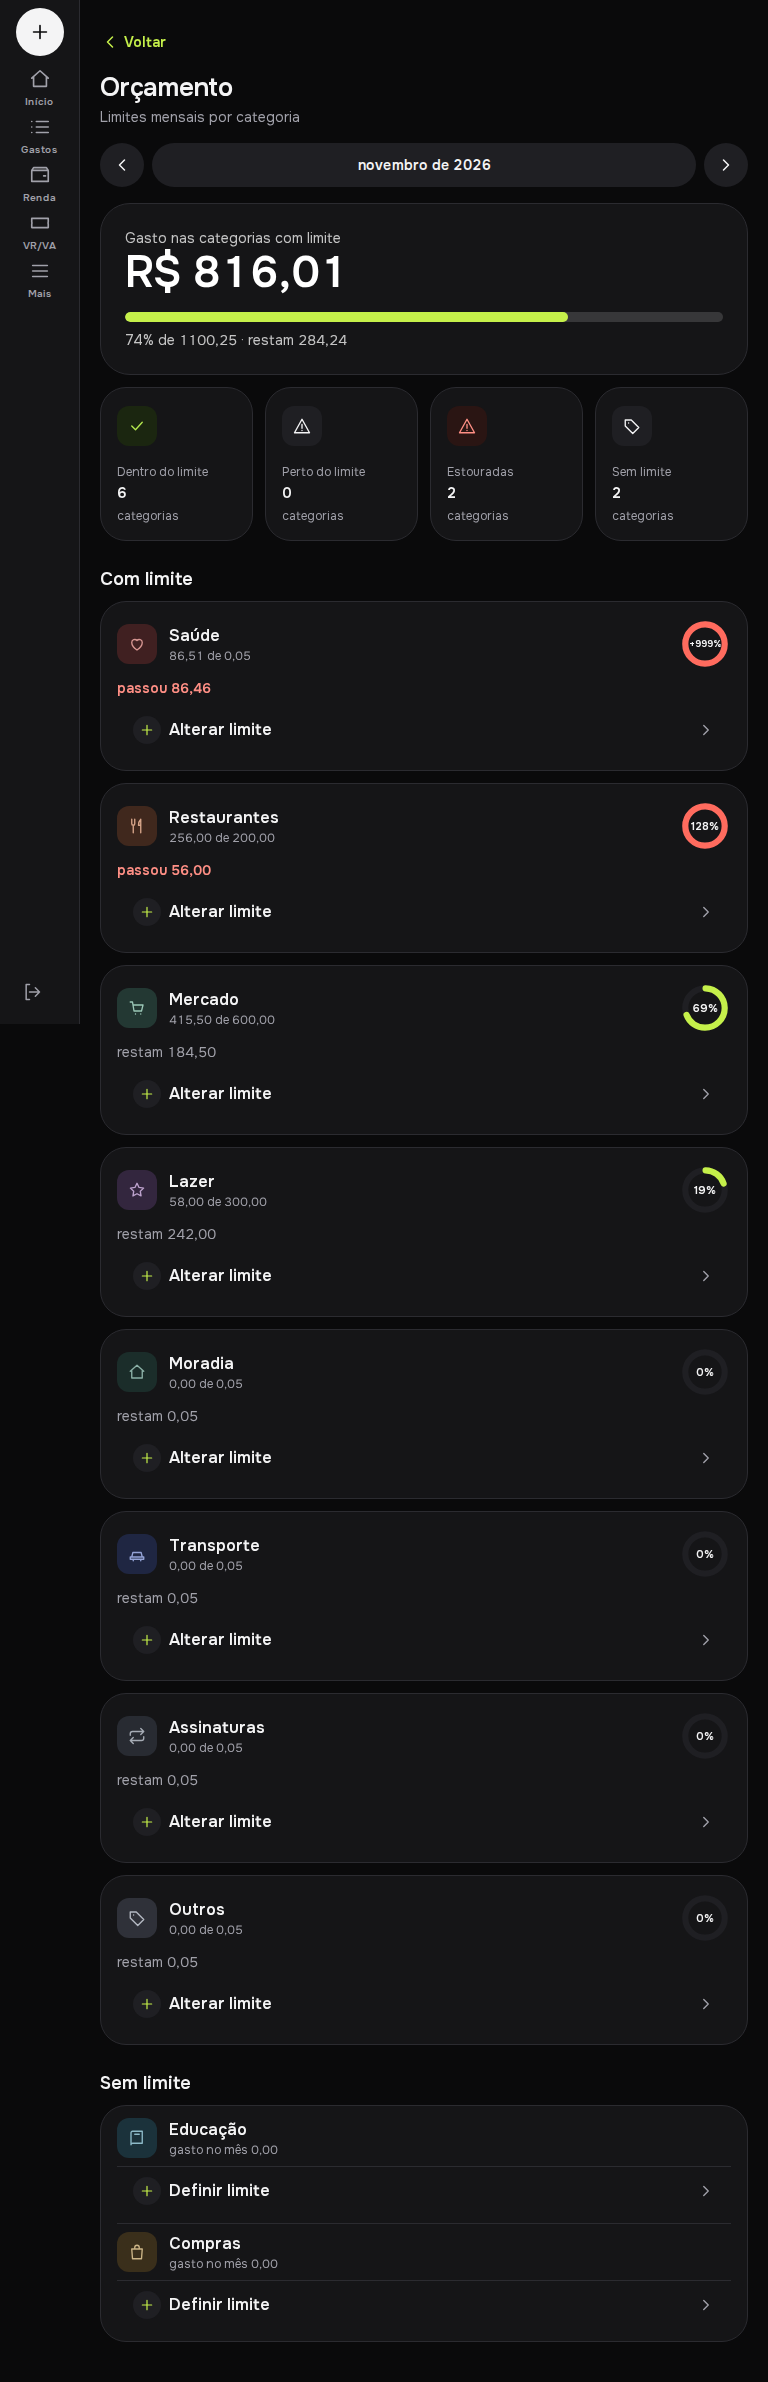 Início
Gastos
Renda
VR/VA
Mais
Voltar
Orçamento
Limites mensais por categoria
novembro de 2026
Gasto nas categorias com limite
R$ 816,01
74% de 1100,25 · restam 284,24
Dentro do limite
6
categorias
Perto do limite
0
categorias
Estouradas
2
categorias
Sem limite
2
categorias
Com limite
Saúde
86,51 de 0,05
+999%
passou 86,46
Alterar limite
Restaurantes
256,00 de 200,00
128%
passou 56,00
Alterar limite
Mercado
415,50 de 600,00
69%
restam 184,50
Alterar limite
Lazer
58,00 de 300,00
19%
restam 242,00
Alterar limite
Moradia
0,00 de 0,05
0%
restam 0,05
Alterar limite
Transporte
0,00 de 0,05
0%
restam 0,05
Alterar limite
Assinaturas
0,00 de 0,05
0%
restam 0,05
Alterar limite
Outros
0,00 de 0,05
0%
restam 0,05
Alterar limite
Sem limite
Educação
gasto no mês 0,00
Definir limite
Compras
gasto no mês 0,00
Definir limite